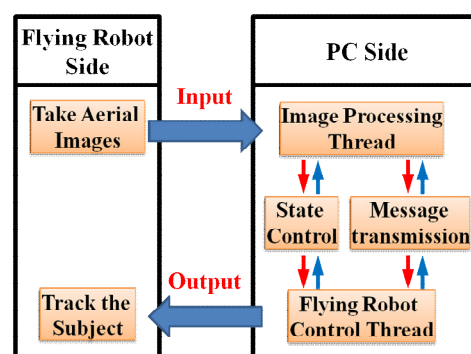 Flying Robot
Side
PC Side
Take Aerial
Images
Input
Image Processing
Thread
State
Control
Message
transmission
Output
Track the
Subject
Flying Robot
Control Thread